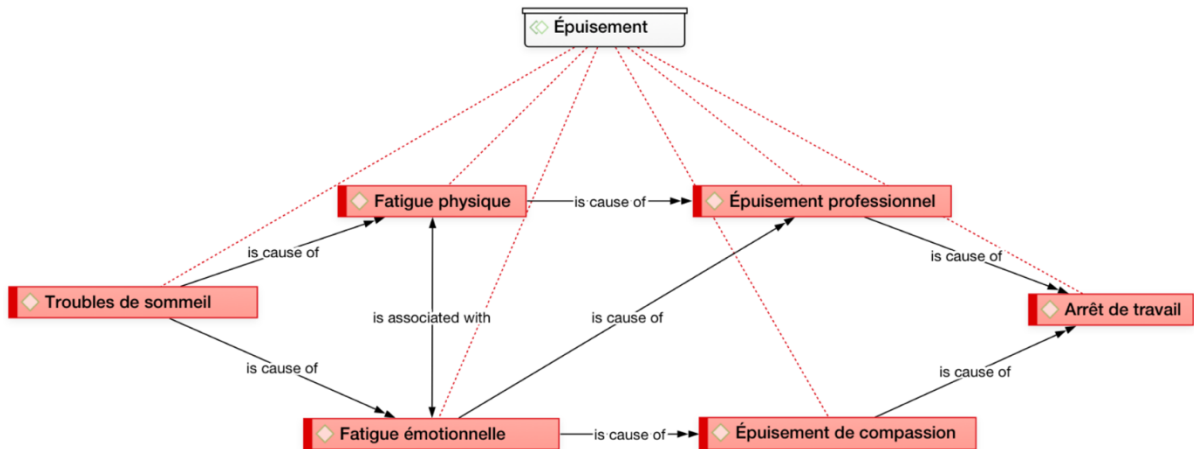 Épuisement
Fatigue physique
is cause of
Épuisement professionnel
is cause of
is cause of
Troubles de sommeil
Arrêt de travail
is associated with
is cause of
is cause of
is cause of
Fatigue émotionnelle
is cause of
Épuisement de compassion